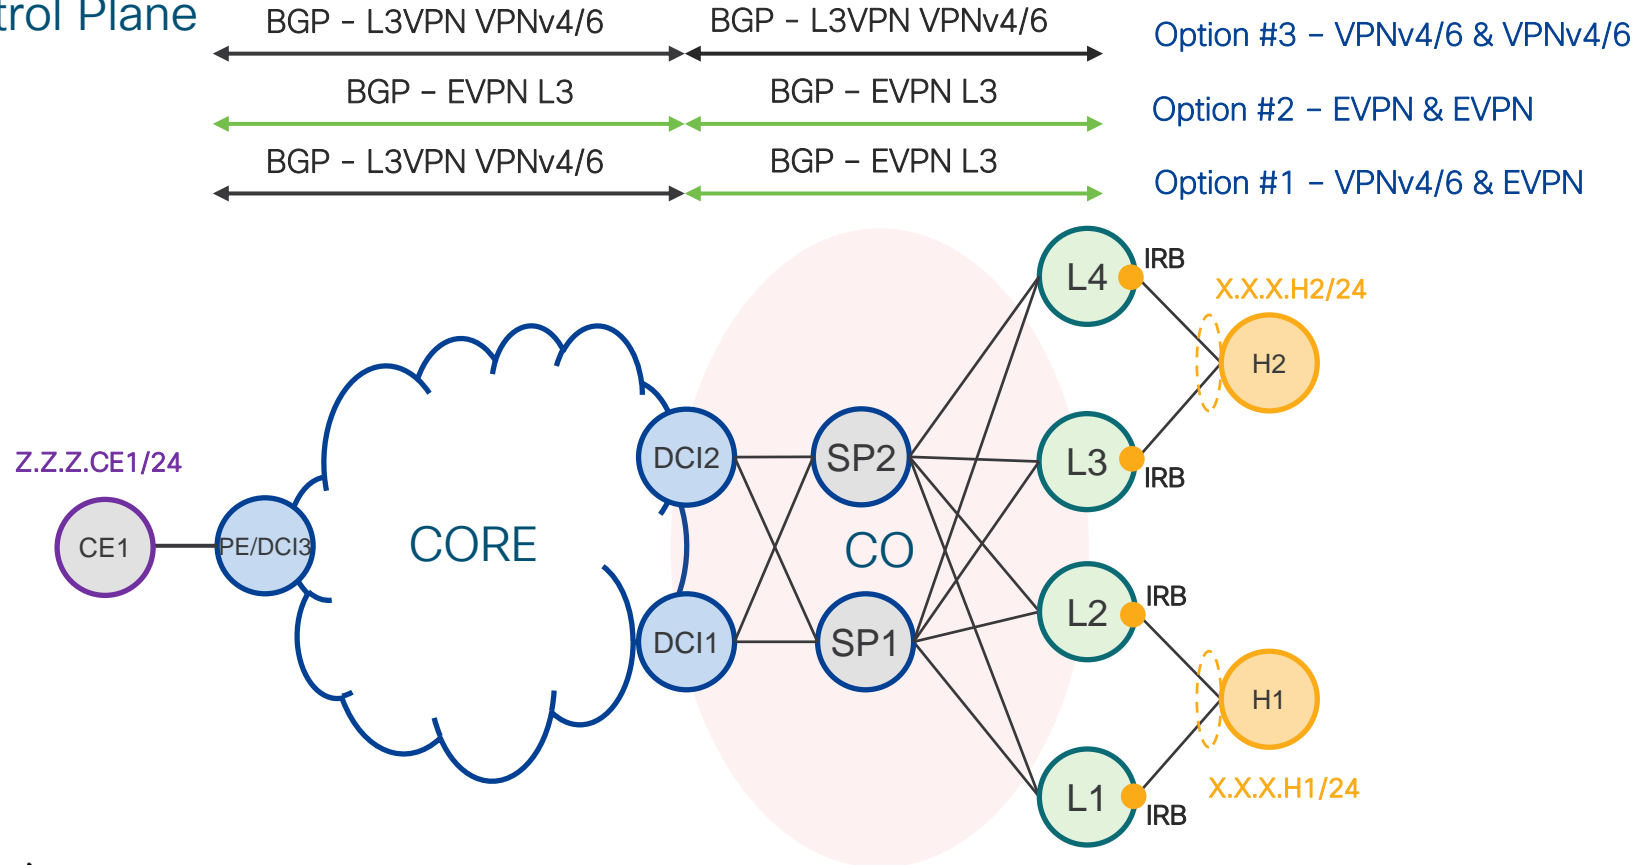 trol Plane
BGP – L3VPN VPNv4/6
BGP – L3VPN VPNv4/6
Option #3 – VPNv4/6 & VPNv4/6
BGP – EVPN L3
BGP – EVPN L3
Option #2 – EVPN & EVPN
BGP – L3VPN VPNv4/6
BGP – EVPN L3
Option #1 – VPNv4/6 & EVPN
L4
IRB
X.X.X.H2/24
H2
DCI2
SP2
L3
IRB
Z.Z.Z.CE1/24
CE1
PE/DCI3
CORE
CO
DCI1
SP1
L2
IRB
H1
X.X.X.H1/24
L1
IRB